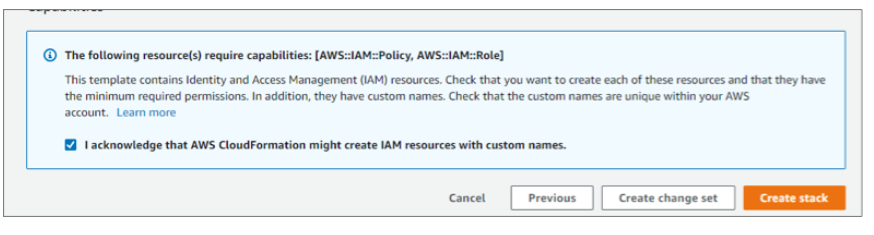 Capabilities
The following resource(s) require capabilities: [AWS::IAM::Policy, AWS::IAM::Role]
This template contains Identity and Access Management (IAM) resources. Check that you want to create each of these resources and that they have
the minimum required permissions. In addition, they have custom names. Check that the custom names are unique within your AWS
account. Learn more
I acknowledge that AWS CloudFormation might create IAM resources with custom names.
Cancel Previous Create change set Create stack